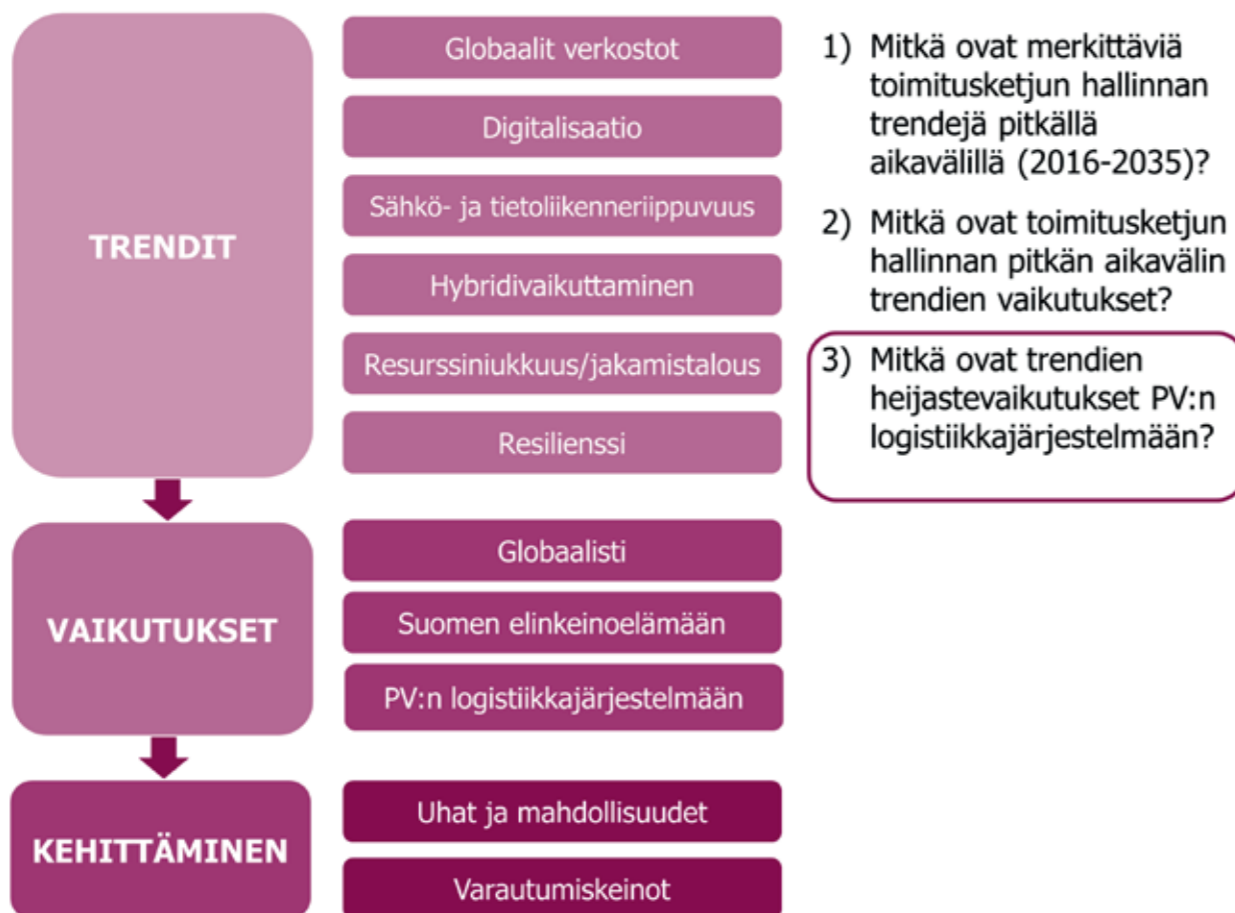 TRENDIT
Globaalit verkostot
Digitalisaatio
Sähkö- ja tietoliikenneriippuvuus
Hybridivaikuttaminen
Resurssiniukkuus/jakamistalous
Resilienssi
VAIKUTUKSET
Globaalisti
Suomen elinkeinoelämään
PV:n logistiikkajärjestelmään
KEHITTÄMINEN
Uhat ja mahdollisuudet
Varautumiskeinot
1) Mitkä ovat merkittäviä
toimitusketjun hallinnan
trendejä pitkällä
aikavälillä (2016-2035)?
2) Mitkä ovat toimitusketjun
hallinnan pitkän aikavälin
trendien vaikutukset?
3) Mitkä ovat trendien
heijastevaikutukset PV:n
logistiikkajärjestelmään?